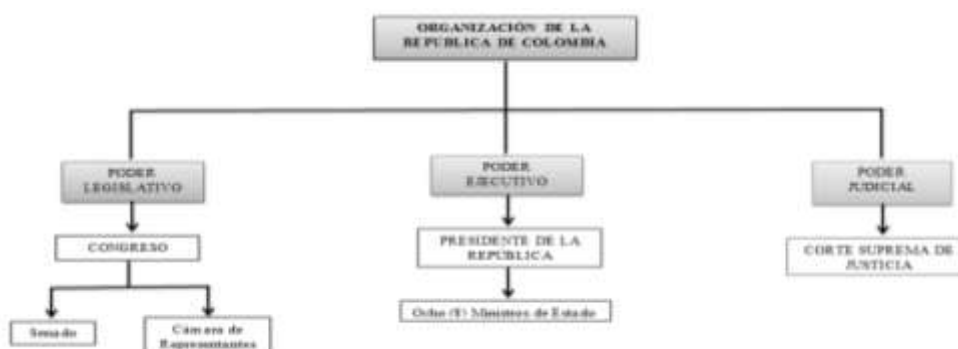 ORGANIZACIÓN DE LA
REPÚBLICA DE COLOMBIA
PODER
LEGISLATIVO
PODER
EJECUTIVO
PODER
JUDICIAL
CONGRESO
PRESIDENTE DE LA
REPÚBLICA
CORTE SUPREMA DE
JUSTICIA
Senado
Cámara de
Representantes
Ocho (8) Ministros de Estado